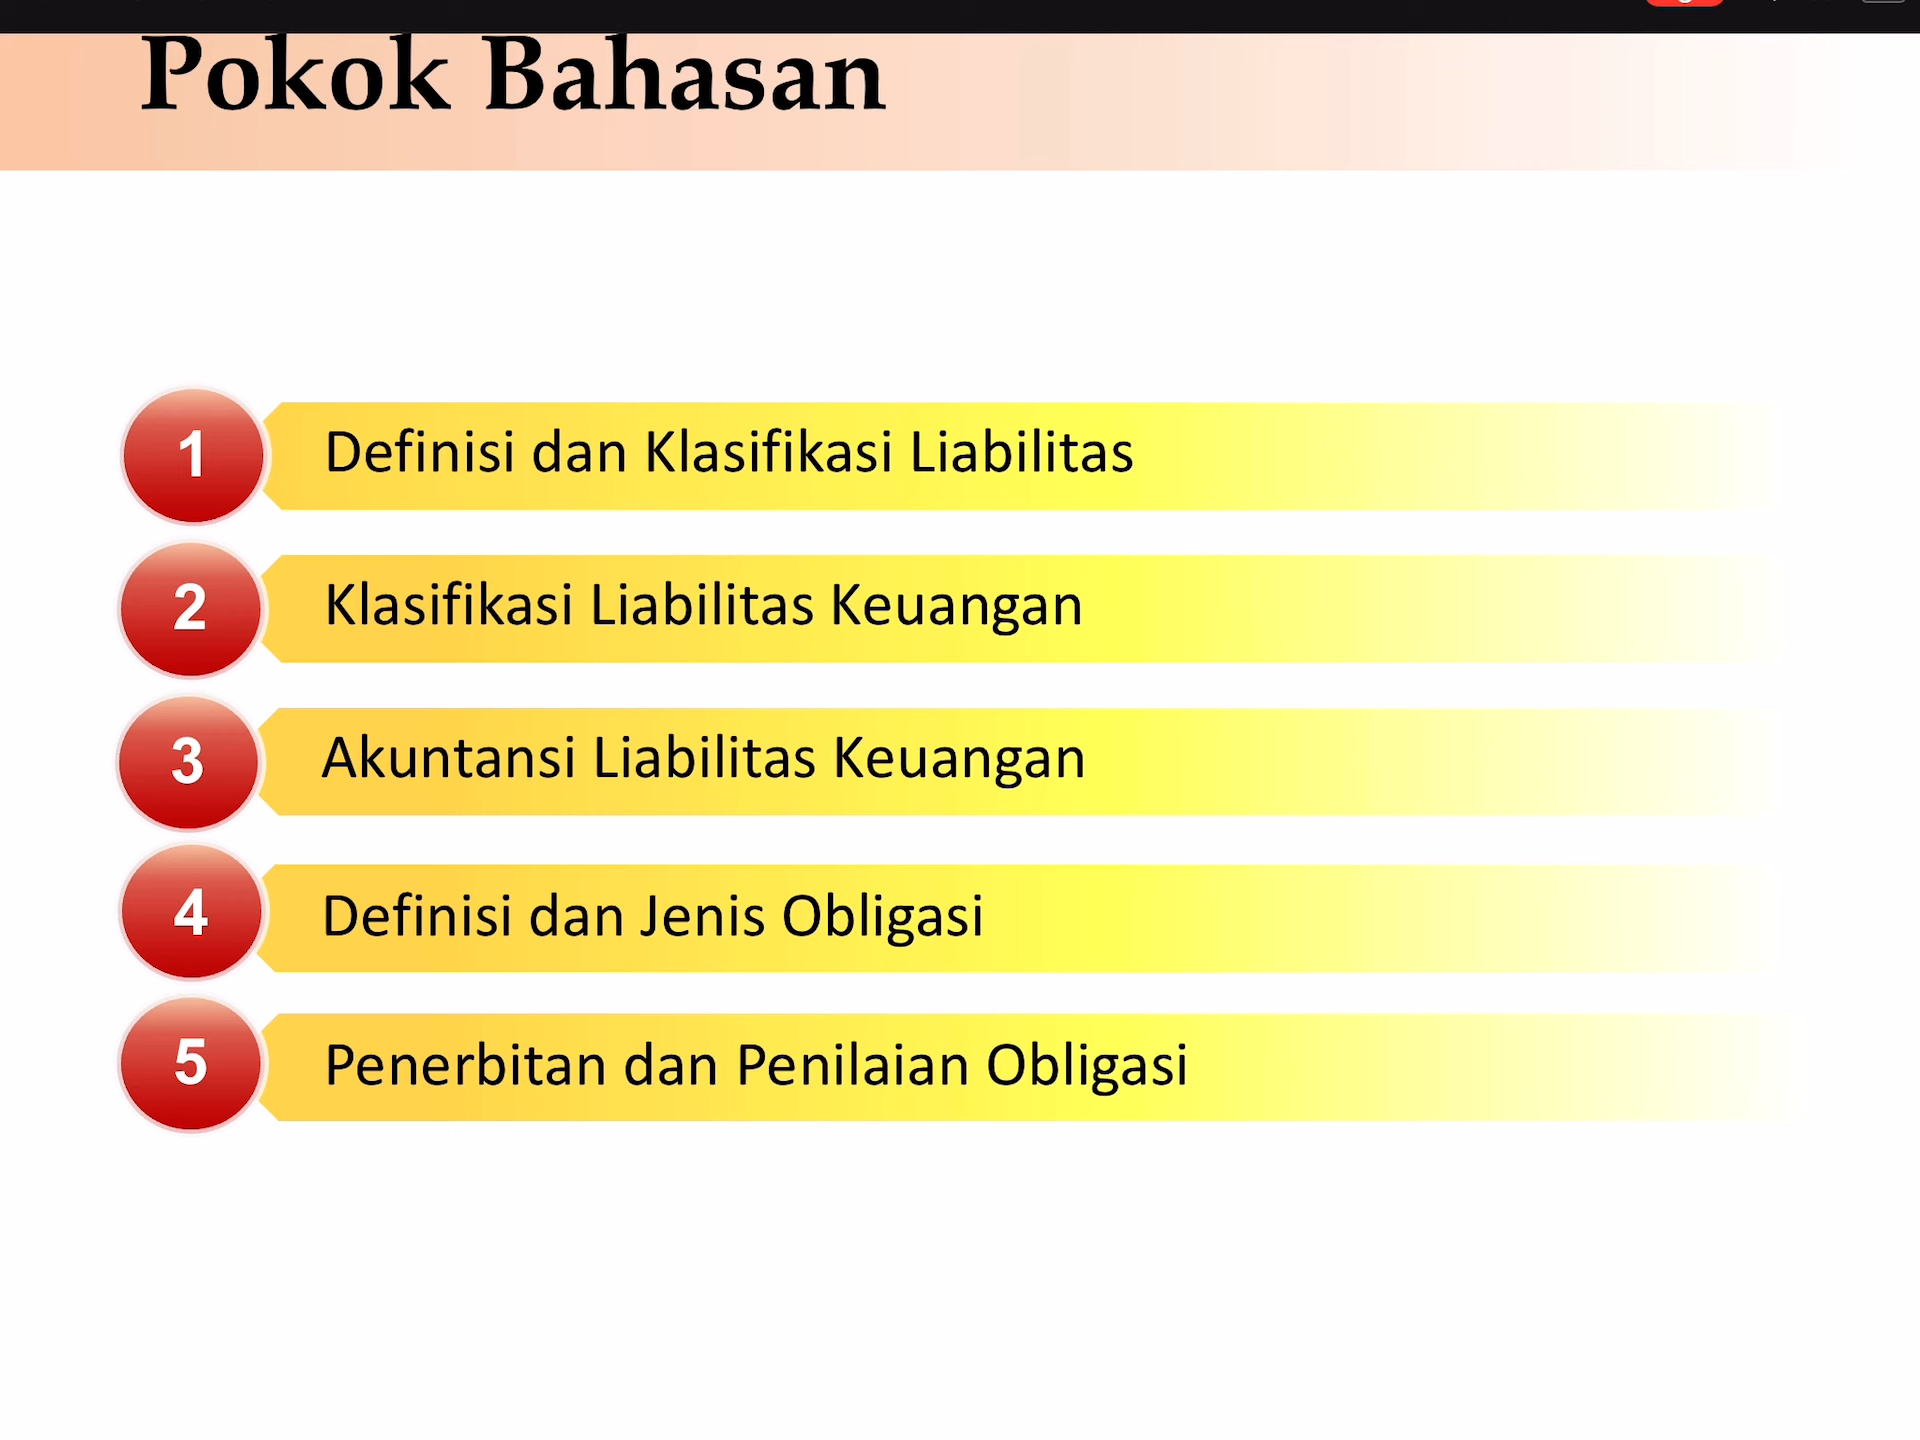 Pokok Bahasan
1 Definisi dan Klasifikasi Liabilitas
2 Klasifikasi Liabilitas Keuangan
3 Akuntansi Liabilitas Keuangan
4 Definisi dan Jenis Obligasi
5 Penerbitan dan Penilaian Obligasi